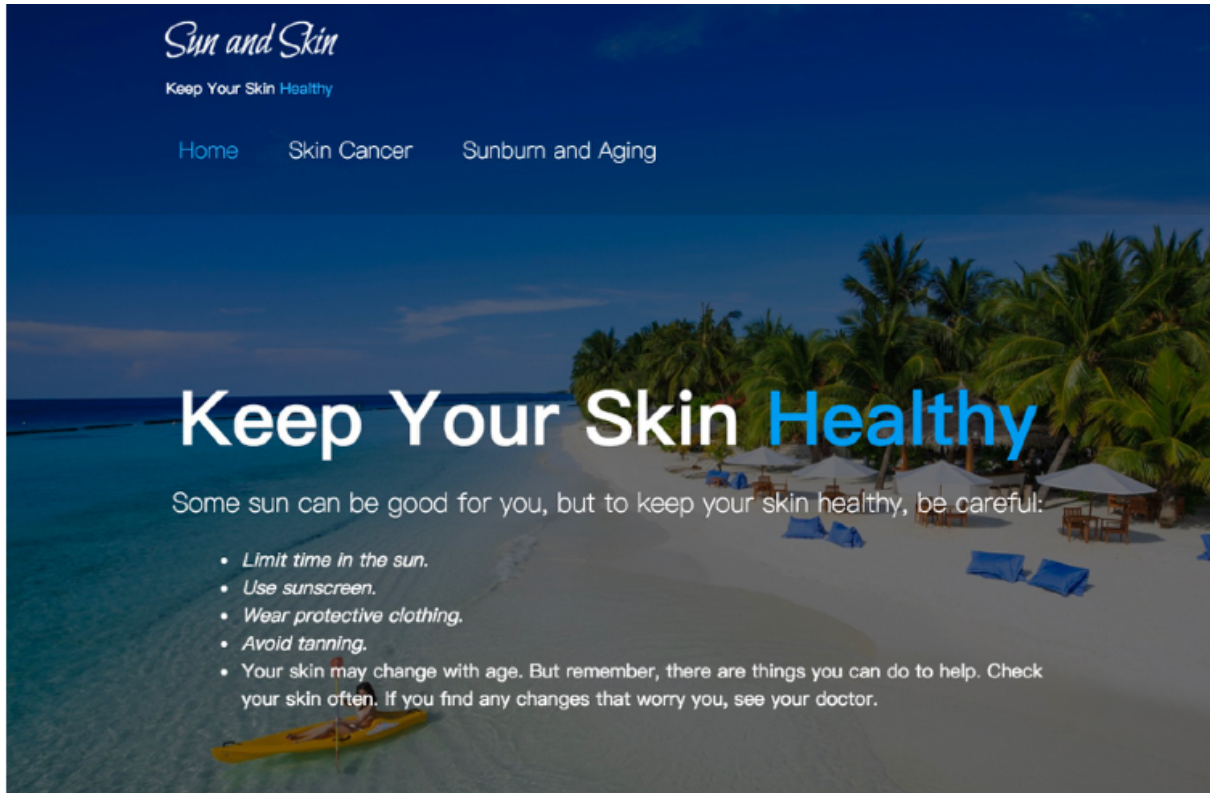 Sun and Skin
Keep Your Skin Healthy
Home Skin Cancer Sunburn and Aging
Keep Your Skin Healthy
Some sun can be good for you, but to keep your skin healthy, be careful:
• Limit time in the sun.
• Use sunscreen.
• Wear protective clothing.
• Avoid tanning.
• Your skin may change with age. But remember, there are things you can do to help. Check
your skin often. If you find any changes that worry you, see your doctor.